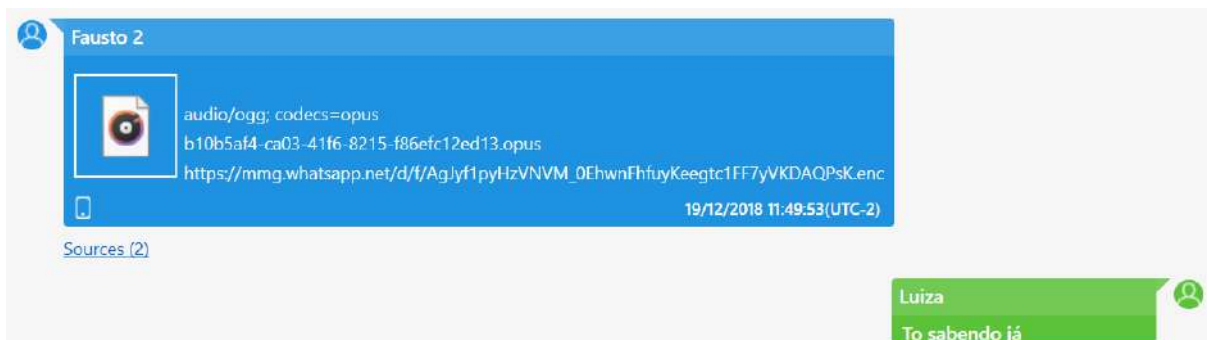 Fausto 2
audio/ogg; codecs=opus
b10b5af4-ca03-41f6-8215-f86efc12ed13.opus
https://mmg.whatsapp.net/d/f/AgJyf1pyHzVNVM_0EhwnFhfuyKeegtc1FF7yVKDAQPsK.enc
19/12/2018 11:49:53(UTC-2)
Sources (2)
Luiza
To sabendo já